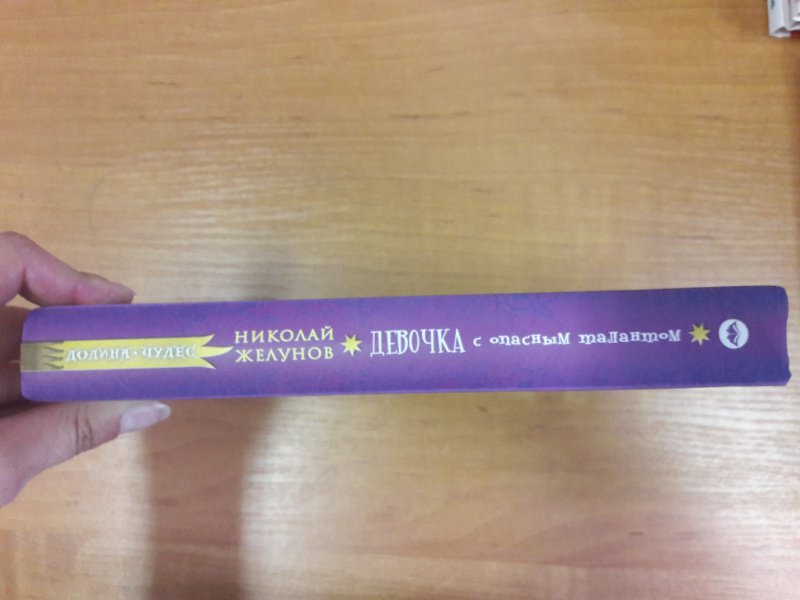 ДОЛИНА · ЧУДЕС
НИКОЛАЙ
ЖЕЛУНОВ
ДЕВОЧКА с опасным талантом